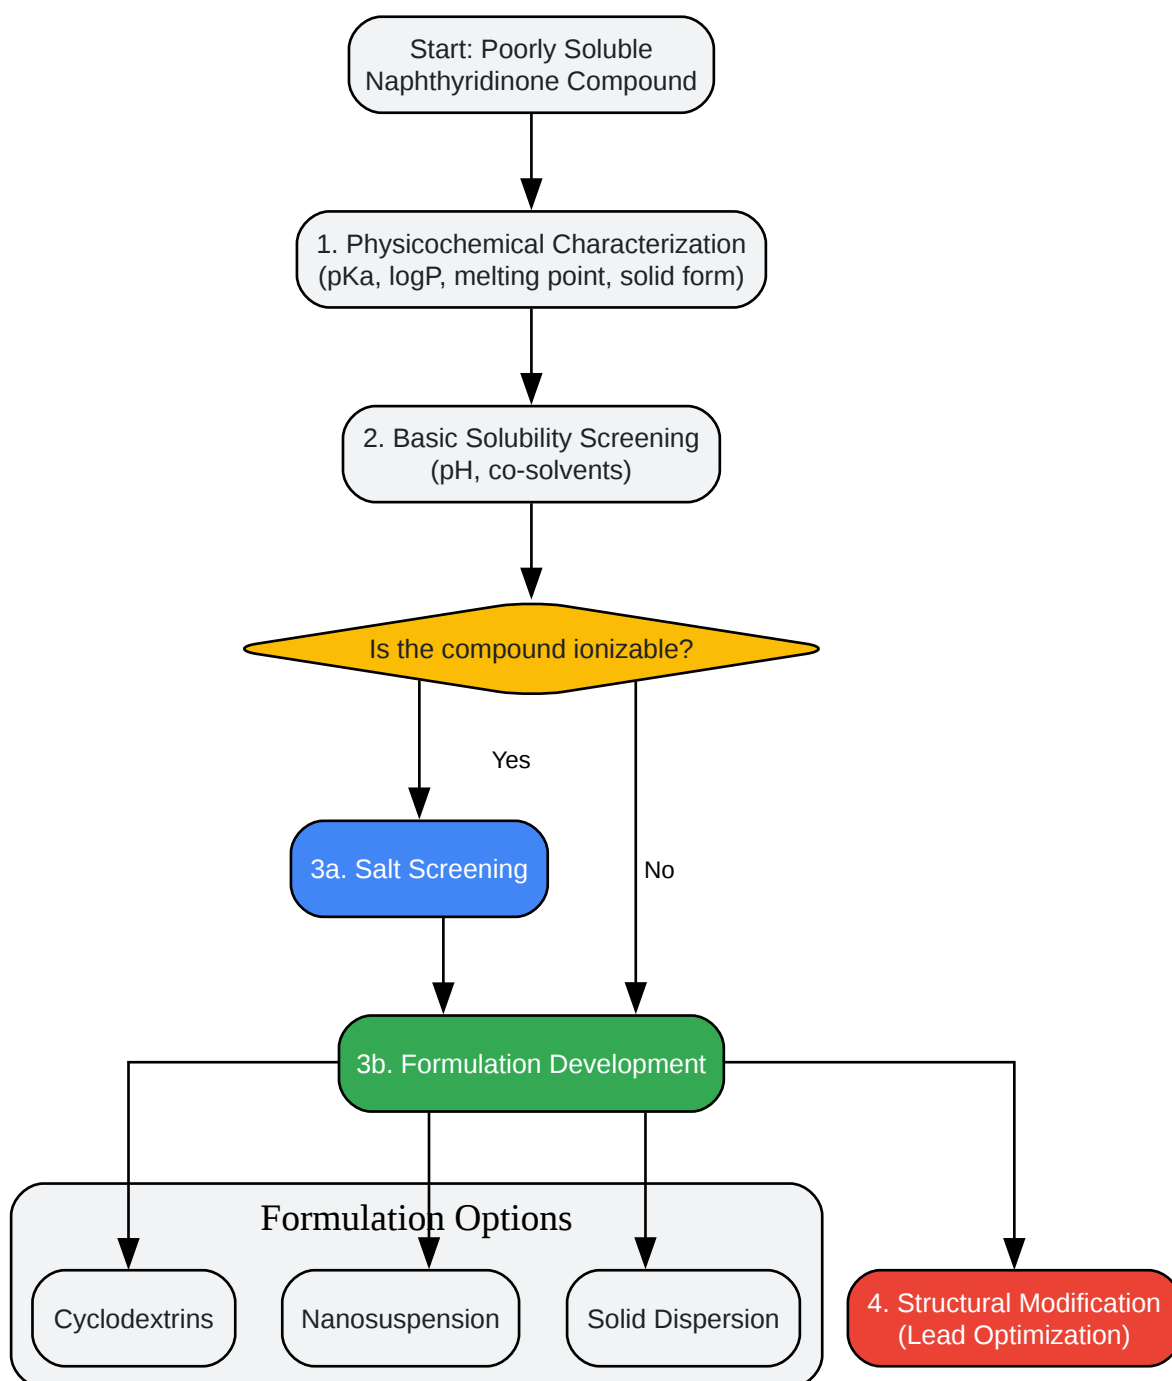 Start: Poorly Soluble
Naphthyridinone Compound
1. Physicochemical Characterization
(pKa, logP, melting point, solid form)
2. Basic Solubility Screening
(pH, co-solvents)
Is the compound ionizable?
Yes
3a. Salt Screening
No
3b. Formulation Development
Formulation Options
Cyclodextrins
Nanosuspension
Solid Dispersion
4. Structural Modification
(Lead Optimization)